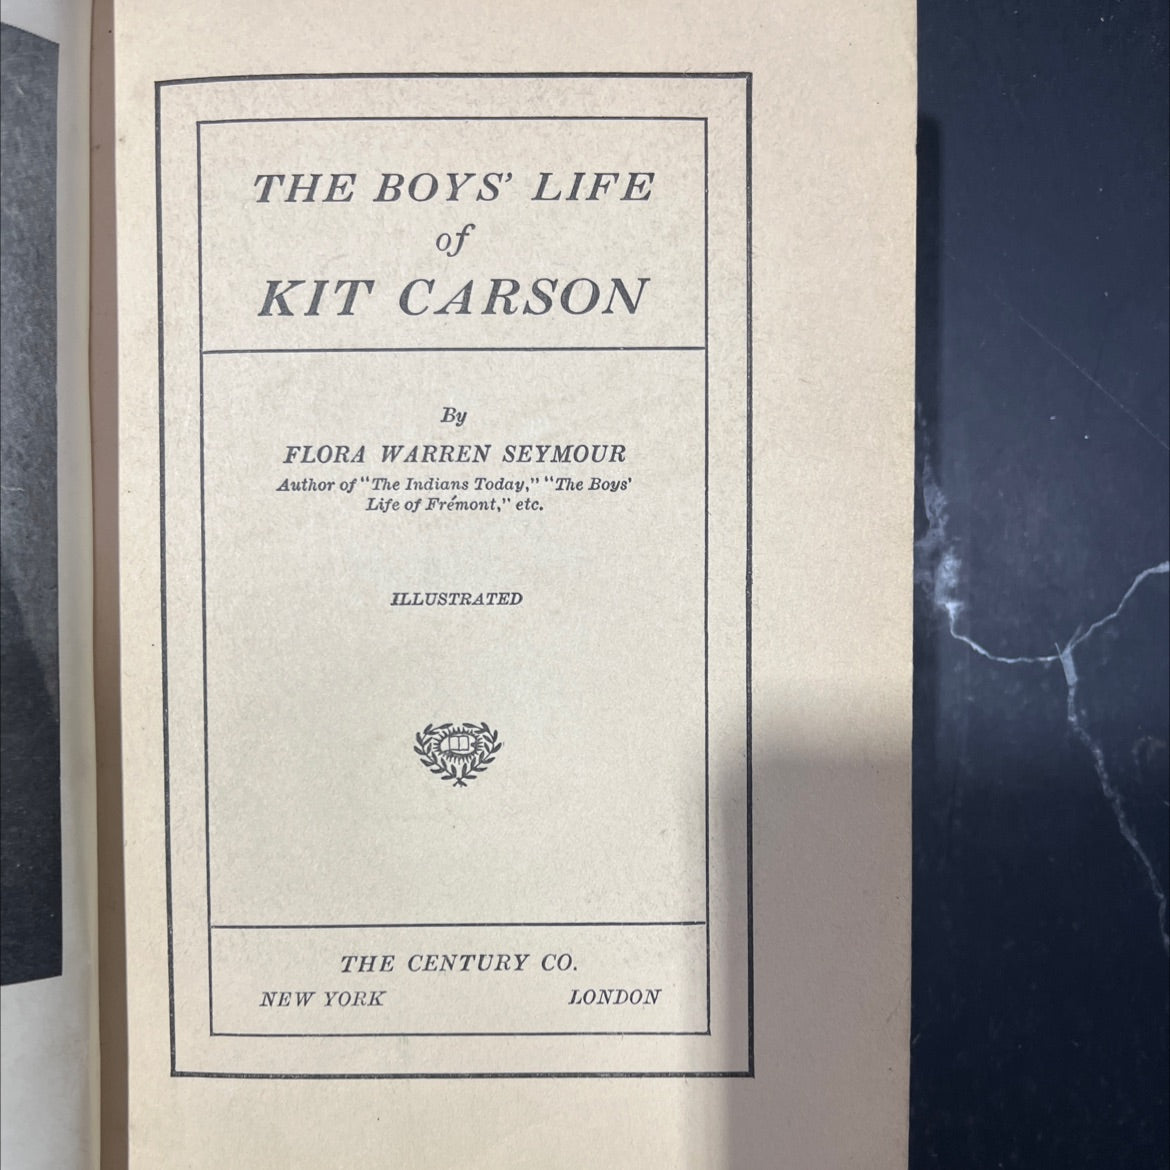 THE BOYS' LIFE
of
KIT CARSON
By
FLORA WARREN SEYMOUR
Author of "The Indians Today," "The Boys'
Life of Frémont," etc.
ILLUSTRATED
THE CENTURY CO.
NEW YORK LONDON